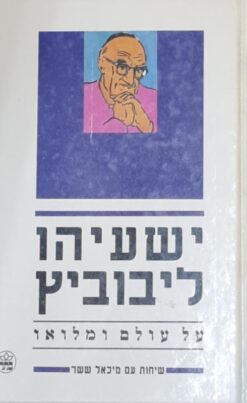 ישעיהו
ליבוביץ
על עולם ומלואו
שיחות עם מיכאל ששר